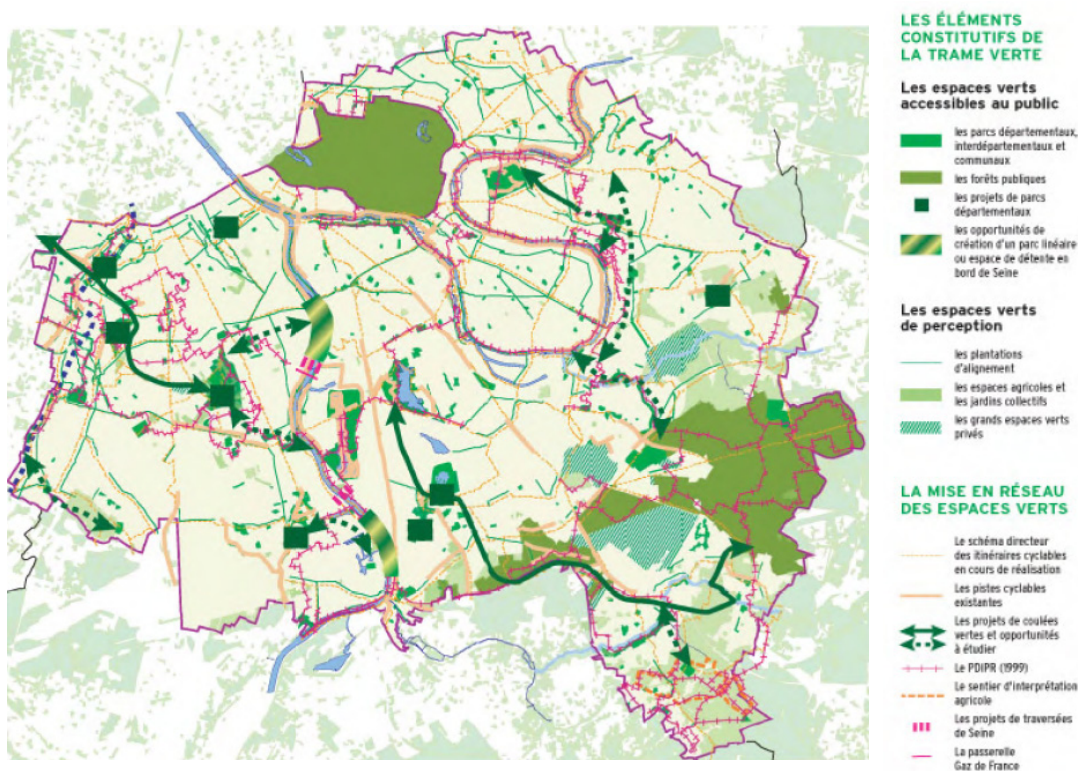 LES ÉLÉMENTS
CONSTITUTIFS DE
LA TRAME VERTE
Les espaces verts
accessibles au public
les parcs départementaux,
interdépartementaux et
communaux
les forêts publiques
les projets de parcs
départementaux
les opportunités de
création d'un parc linéaire
ou espace de détente en
bord de Seine
Les espaces verts
de perception
les plantations
d'alignement
les espaces agricoles et
les jardins collectifs
les grands espaces verts
privés
LA MISE EN RÉSEAU
DES ESPACES VERTS
Le schéma directeur
des itinéraires cyclables
en cours de réalisation
Les pistes cyclables
existantes
Les projets de coulées
vertes et opportunités
à étudier
Le PDIPR (1999)
Le sentier d'interprétation
agricole
Les projets de traversées
de Seine
La passerelle
Gaz de France